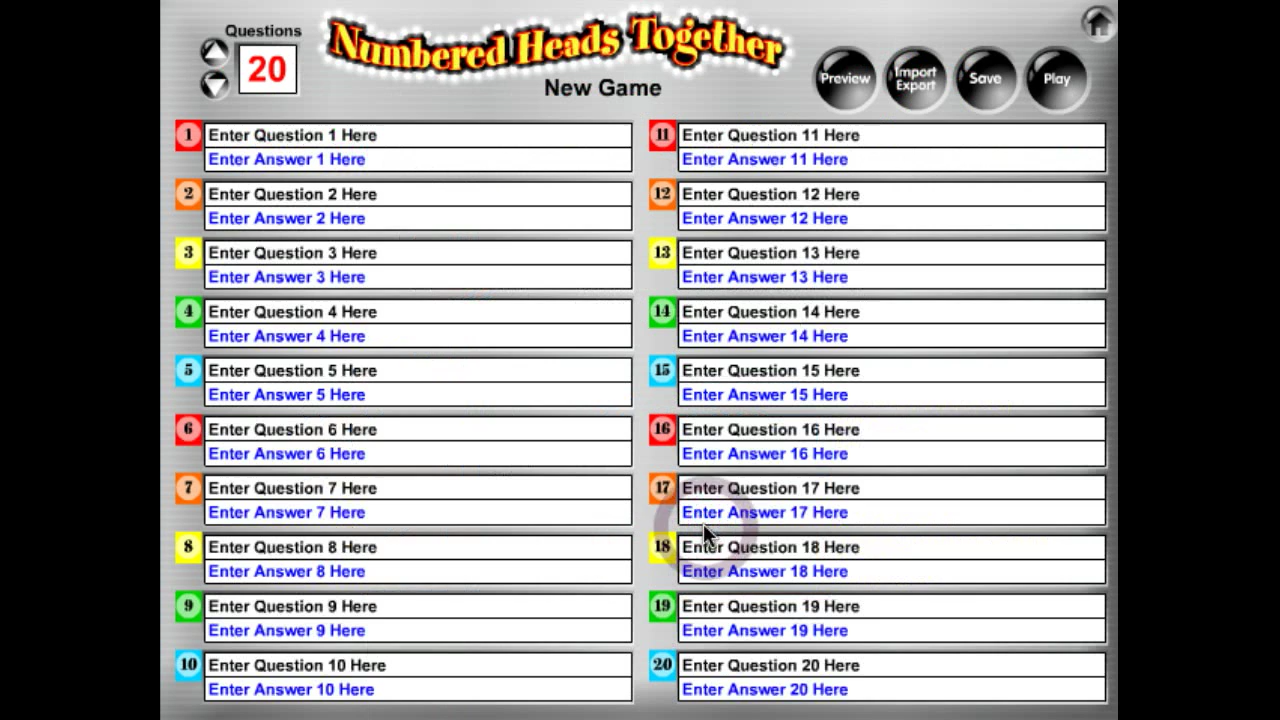 Questions
20
Numbered Heads Together
New Game
Preview
Import
Export
Save
Play
1
Enter Question 1 Here
Enter Answer 1 Here
2
Enter Question 2 Here
Enter Answer 2 Here
3
Enter Question 3 Here
Enter Answer 3 Here
4
Enter Question 4 Here
Enter Answer 4 Here
5
Enter Question 5 Here
Enter Answer 5 Here
6
Enter Question 6 Here
Enter Answer 6 Here
7
Enter Question 7 Here
Enter Answer 7 Here
8
Enter Question 8 Here
Enter Answer 8 Here
9
Enter Question 9 Here
Enter Answer 9 Here
10
Enter Question 10 Here
Enter Answer 10 Here
11
Enter Question 11 Here
Enter Answer 11 Here
12
Enter Question 12 Here
Enter Answer 12 Here
13
Enter Question 13 Here
Enter Answer 13 Here
14
Enter Question 14 Here
Enter Answer 14 Here
15
Enter Question 15 Here
Enter Answer 15 Here
16
Enter Question 16 Here
Enter Answer 16 Here
17
Enter Question 17 Here
Enter Answer 17 Here
18
Enter Question 18 Here
Enter Answer 18 Here
19
Enter Question 19 Here
Enter Answer 19 Here
20
Enter Question 20 Here
Enter Answer 20 Here